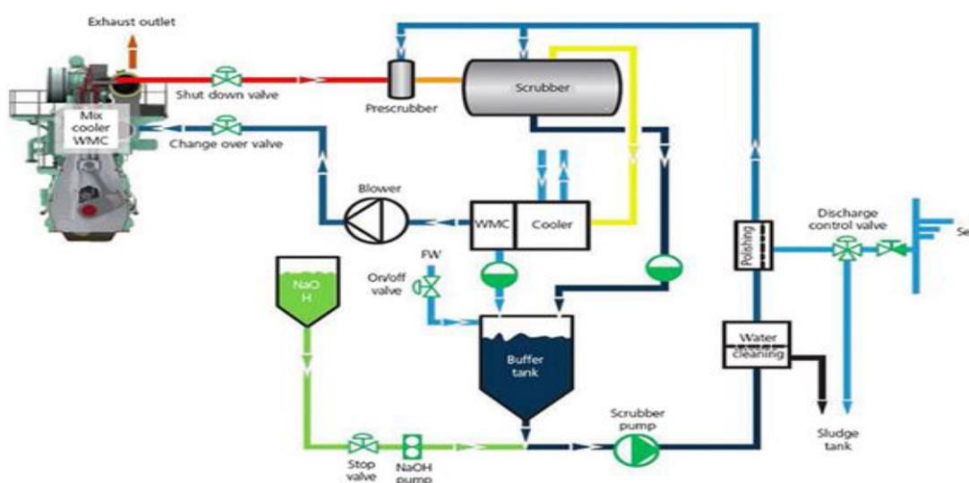 Exhaust outlet
Shut down valve
Prescrubber
Scrubber
Mix
cooler
WMC
Change over valve
Blower
WMC
Cooler
Polishing
Discharge
control valve
Se
FW
On/off
valve
NaO
H
Buffer
tank
Water
cleaning
Scrubber
pump
Sludge
tank
Stop
valve
NaOH
pump